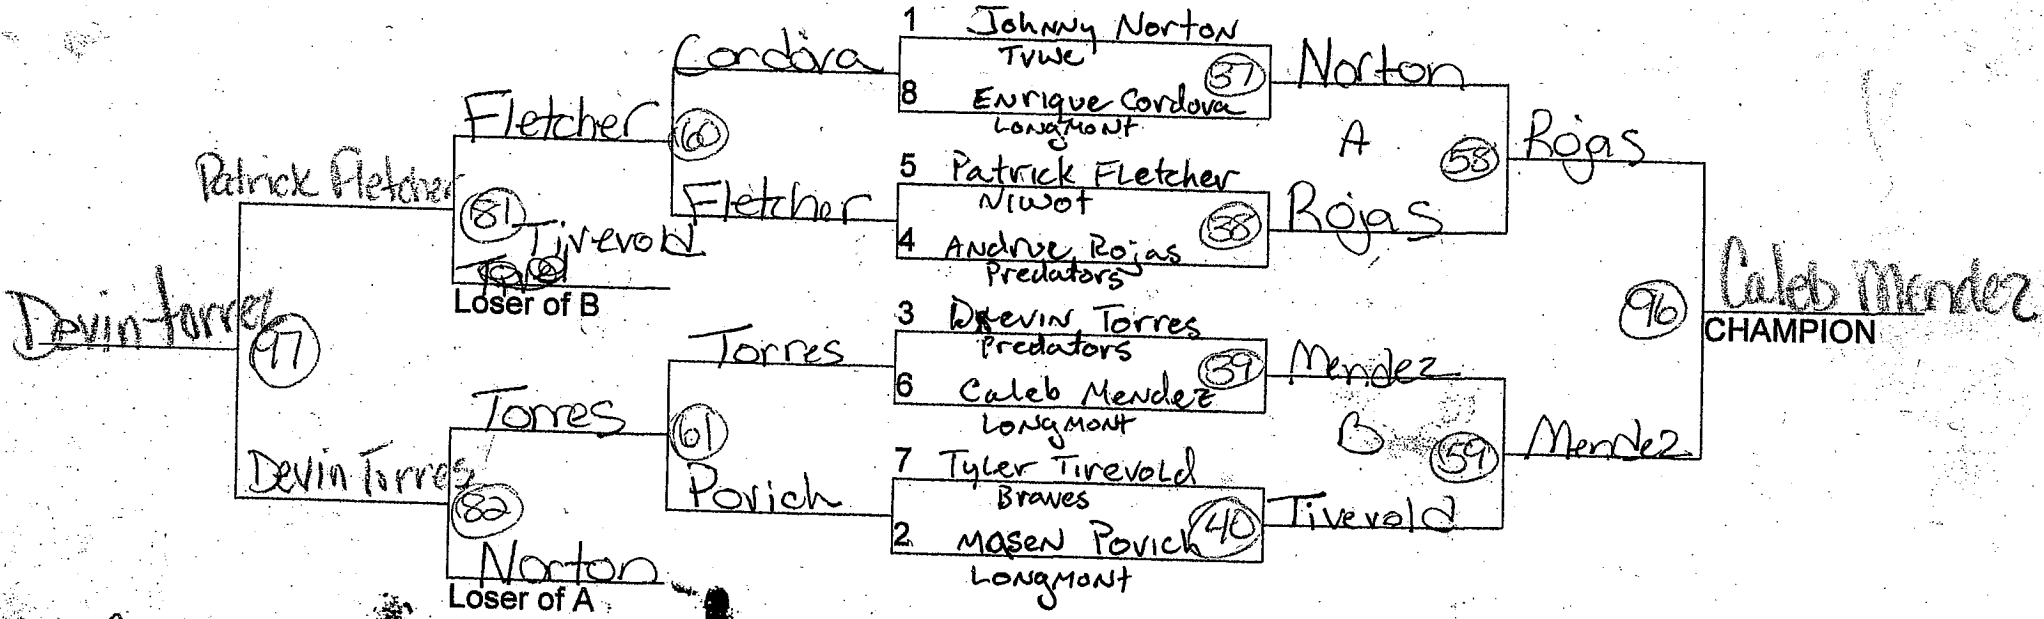 1 Johnny Norton
TVWC
37
8 Enrique Cordova
Longmont
5 Patrick Fletcher
Niwot
38
4 Andrue Rojas
Predators
3 Devin Torres
Predators
39
6 Caleb Mendez
Longmont
7 Tyler Tirevold
Braves
40
2 Masen Povich
Longmont
Norton
A
58
Rojas
Rojas
Mendez
B
59
Tirevold
Mendez
96
Caleb Mendez
CHAMPION
Cordova
60
Fletcher
Fletcher
81
Tirevold
Loser of B
Patrick Fletcher
Torres
61
Povich
Torres
82
Norton
Loser of A
Devin Torres
97
Devin Torrez